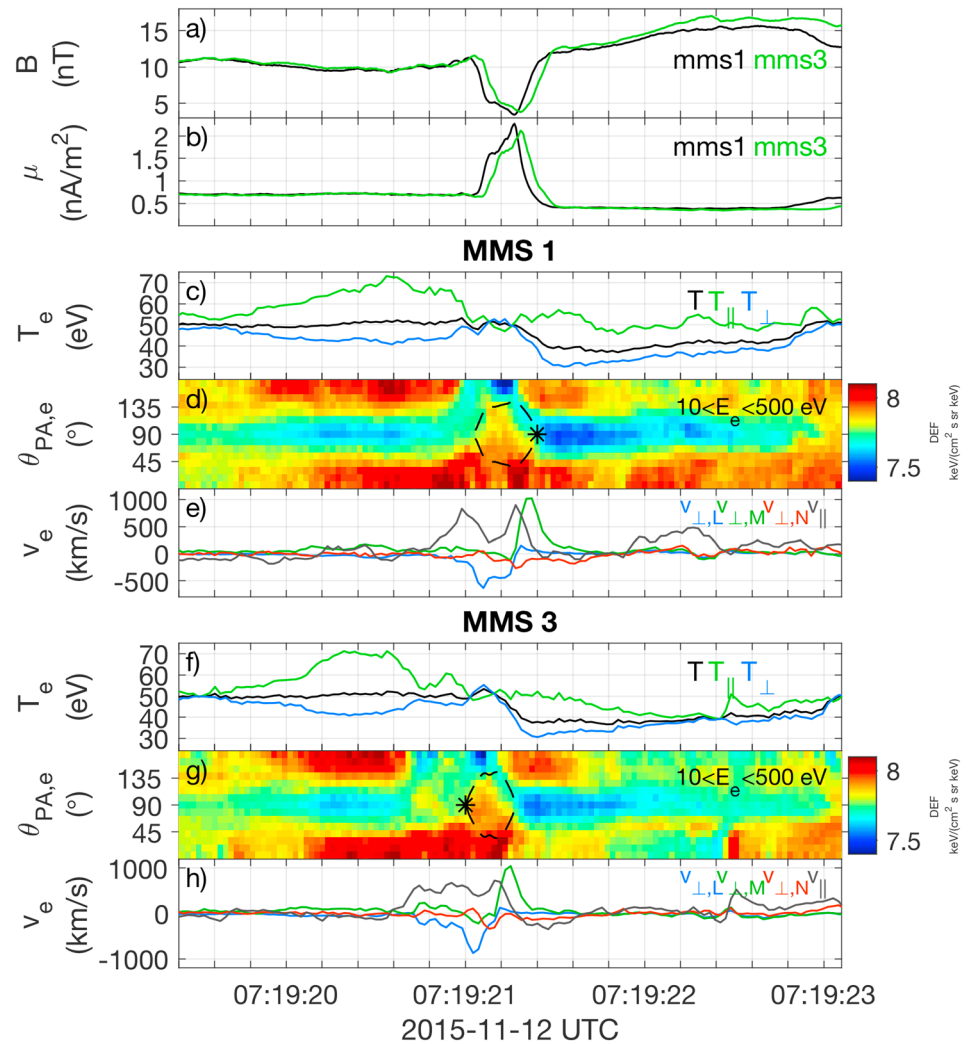 a)
B
(nT)
15
10
5
mms1 mms3
b)
μ
(nA/m²)
2
1.5
1
0.5
mms1 mms3
MMS 1
c)
T_e
(eV)
70
60
50
40
30
T T_∥ T_⊥
d)
θ_PA,e
(°)
135
90
45
10<E_e<500 eV
8
7.5
DEF
keV/(cm² s sr keV)
e)
v_e
(km/s)
1000
500
0
-500
v_⊥,L v_⊥,M v_⊥,N v_∥
MMS 3
f)
T_e
(eV)
70
60
50
40
30
T T_∥ T_⊥
g)
θ_PA,e
(°)
135
90
45
10<E_e<500 eV
8
7.5
DEF
keV/(cm² s sr keV)
h)
v_e
(km/s)
1000
0
-1000
v_⊥,L v_⊥,M v_⊥,N v_∥
07:19:20 07:19:21 07:19:22 07:19:23
2015-11-12 UTC